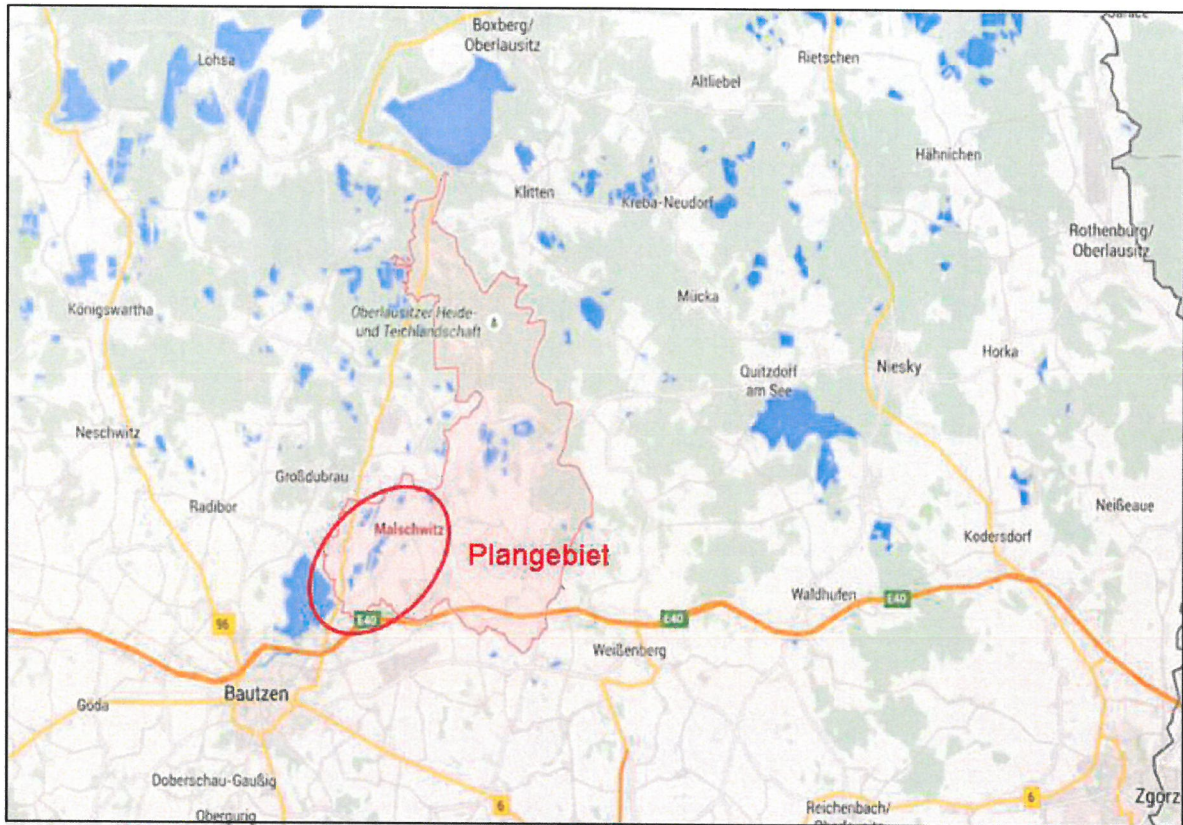 Boxberg/
Oberlausitz
Lohsa
Rietschen
Altliebel
Hähnichen
Klitten
Kreba-Neudorf
Rothenburg/
Oberlausitz
Mücka
Königswartha
Oberlausitzer Heide-
und Teichlandschaft
Horka
Niesky
Quitzdorf
am See
Neschwitz
Großdubrau
Radibor
Malschwitz
Neißeaue
Kodersdorf
Plangebiet
Waldhufen
E40
E40
E40
96
Weißenberg
Bautzen
Göda
Doberschau-Gaußig
Obergurig
6
6
Reichenbach/
Zgorz